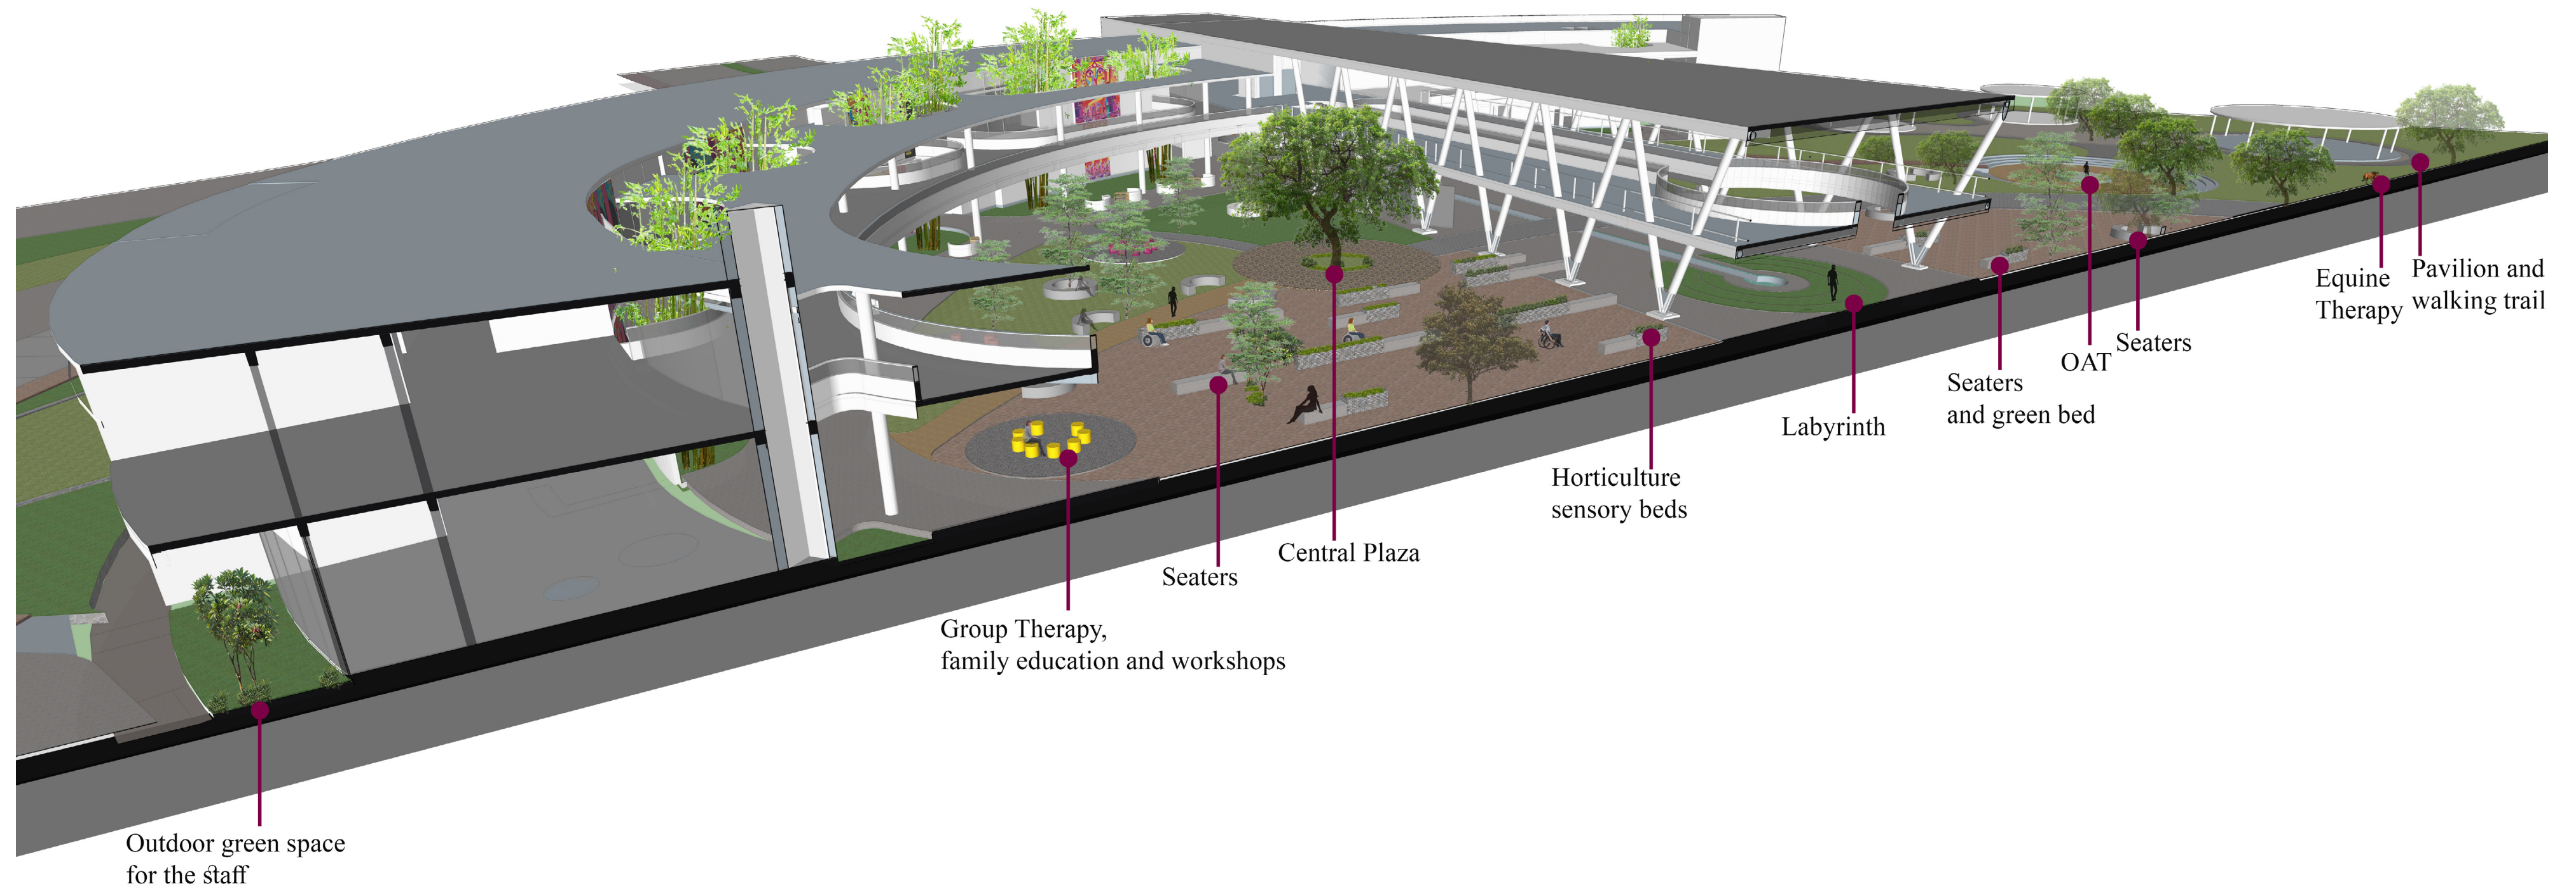 Outdoor green space
for the staff
Group Therapy,
family education and workshops
Seaters
Central Plaza
Horticulture
sensory beds
Labyrinth
Seaters
and green bed
OAT
Seaters
Equine
Therapy
Pavilion and
walking trail